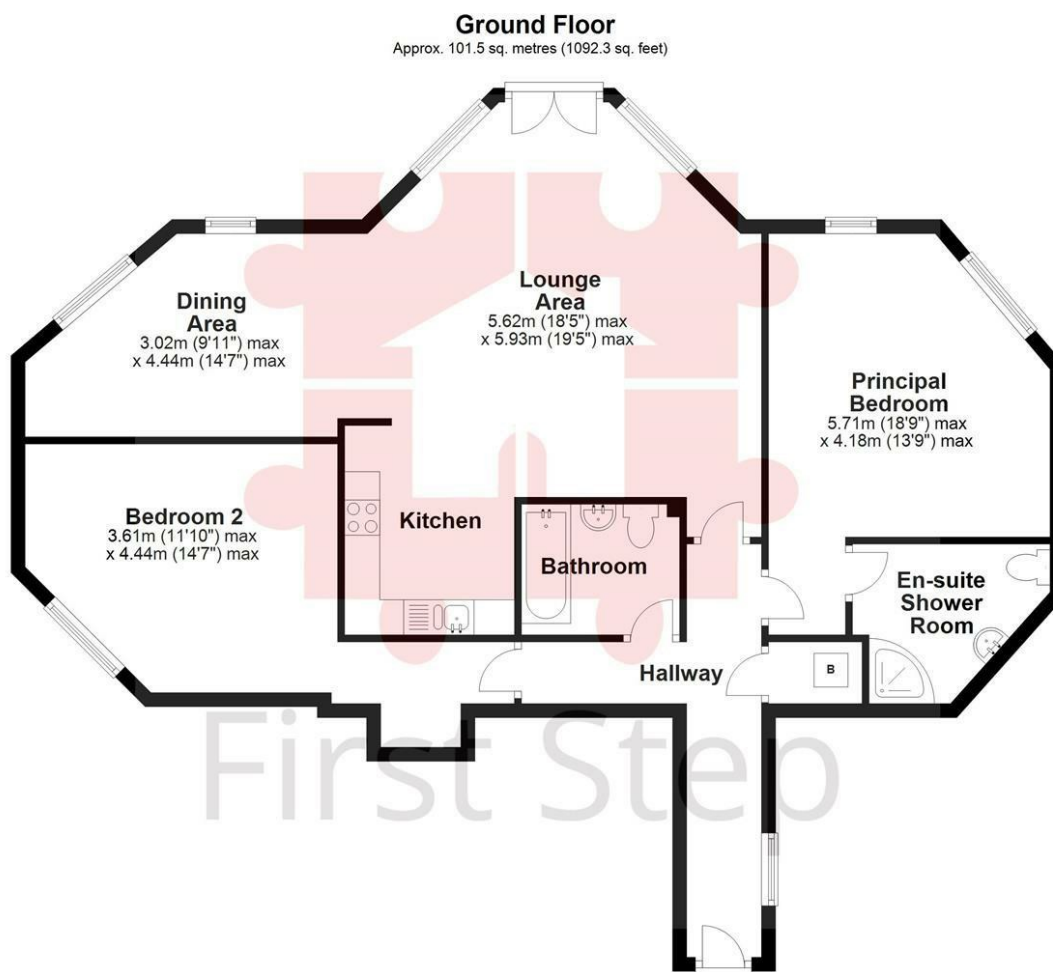 Ground Floor
Approx. 101.5 sq. metres (1092.3 sq. feet)
Lounge
Area
5.62m (18'5") max
x 5.93m (19'5") max
Dining
Area
3.02m (9'11") max
x 4.44m (14'7") max
Principal
Bedroom
5.71m (18'9") max
x 4.18m (13'9") max
Bedroom 2
3.61m (11'10") max
x 4.44m (14'7") max
Kitchen
Bathroom
En-suite
Shower
Room
Hallway
B
First Step